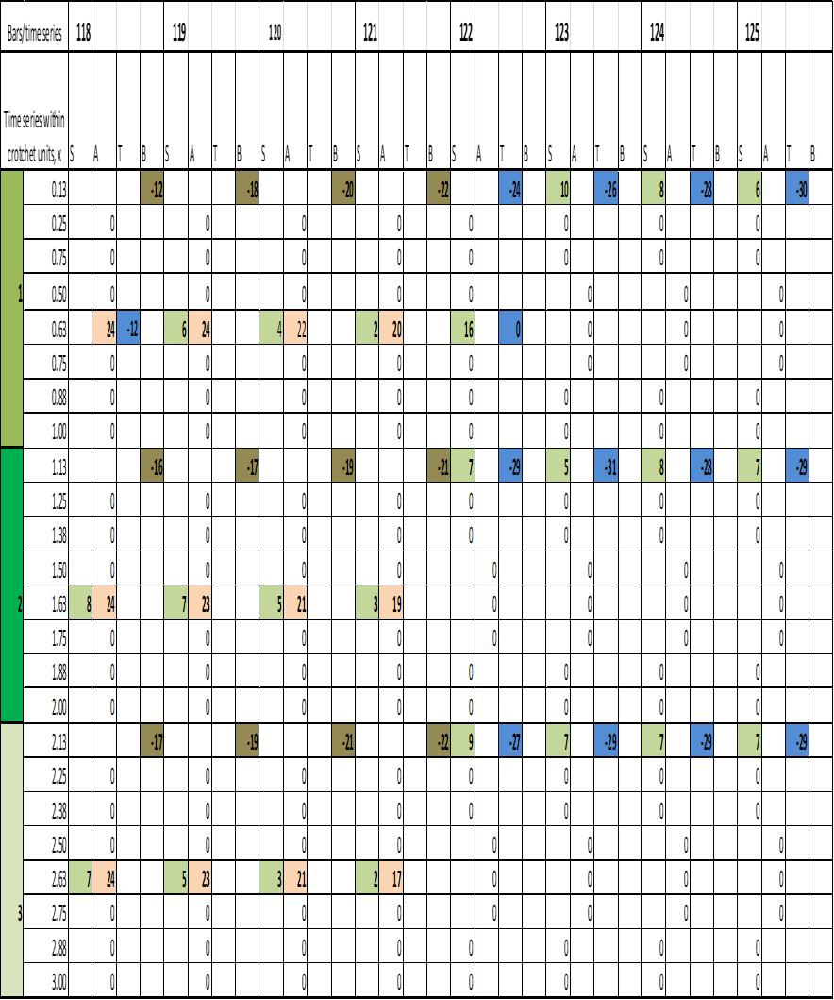 Bars/time series 118 119 120 121 122 123 124 125
Time series within
crotchet units, x S A T B S A T B S A T B S A T B S A T B S A T B S A T B S A T B
0.13 -12 -18 -20 -22 -24 10 -26 8 -28 6 -30
0.25 0 0 0 0 0 0 0 0
0.75 0 0 0 0 0 0 0 0
1 0.50 0 0 0 0 0 0 0 0
0.63 24 -12 6 24 4 22 2 20 16 0 0 0 0
0.75 0 0 0 0 0 0 0 0
0.88 0 0 0 0 0 0 0 0
1.00 0 0 0 0 0 0 0 0
1.13 -16 -17 -19 -21 7 -29 5 -31 8 -28 7 -29
1.25 0 0 0 0 0 0 0 0
1.38 0 0 0 0 0 0 0 0
1.50 0 0 0 0 0 0 0 0
2 1.63 8 24 7 23 5 21 3 19 0 0 0 0
1.75 0 0 0 0 0 0 0 0
1.88 0 0 0 0 0 0 0 0
2.00 0 0 0 0 0 0 0 0
2.13 -17 -19 -21 -22 9 -27 7 -29 7 -29 7 -29
2.25 0 0 0 0 0 0 0 0
2.38 0 0 0 0 0 0 0 0
2.50 0 0 0 0 0 0 0 0
2.63 7 24 5 23 3 21 2 17 0 0 0 0
3 2.75 0 0 0 0 0 0 0 0
2.88 0 0 0 0 0 0 0 0
3.00 0 0 0 0 0 0 0 0